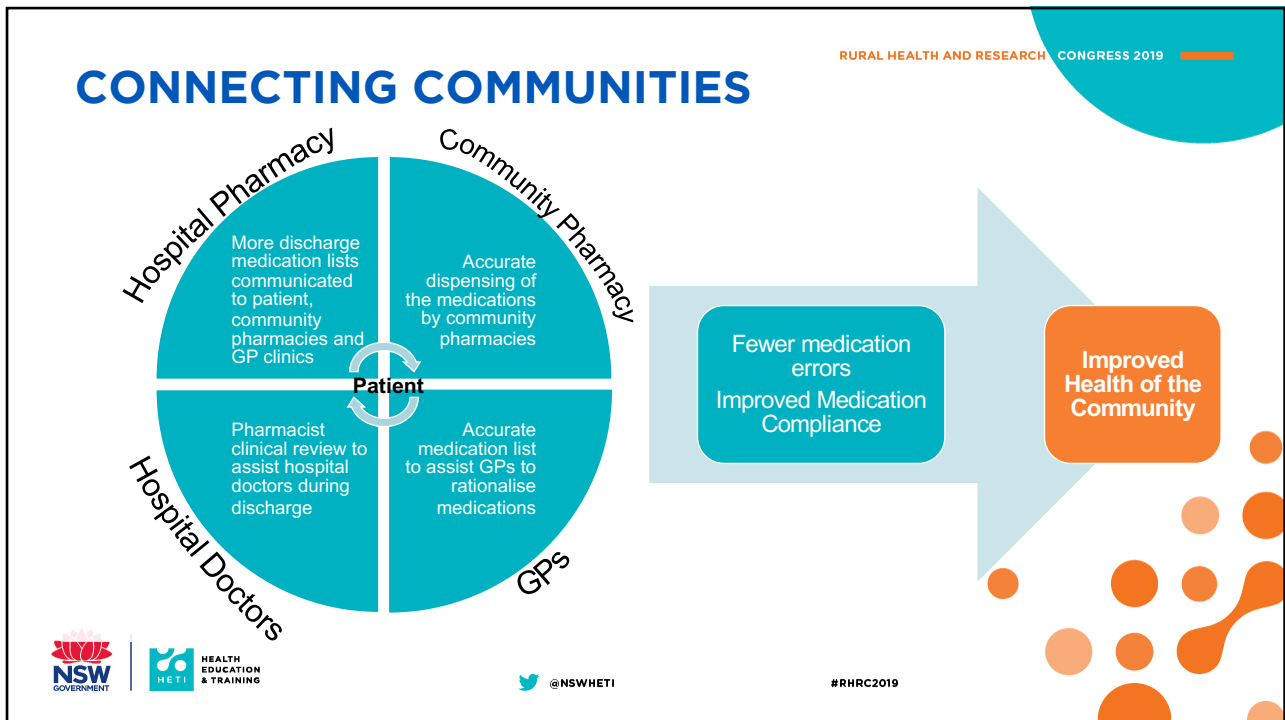 RURAL HEALTH AND RESEARCH CONGRESS 2019
CONNECTING COMMUNITIES
Hospital Pharmacy
More discharge
medication lists
communicated
to patient,
community
pharmacies and
GP clinics
Community Pharmacy
Accurate
dispensing of
the medications
by community
pharmacies
Patient
Hospital Doctors
Pharmacist
clinical review to
assist hospital
doctors during
discharge
GPs
Accurate
medication list
to assist GPs to
rationalise
medications
Fewer medication
errors
Improved Medication
Compliance
Improved
Health of the
Community
NSW
GOVERNMENT
HETI
HEALTH
EDUCATION
& TRAINING
@NSWHETI
#RHRC2019